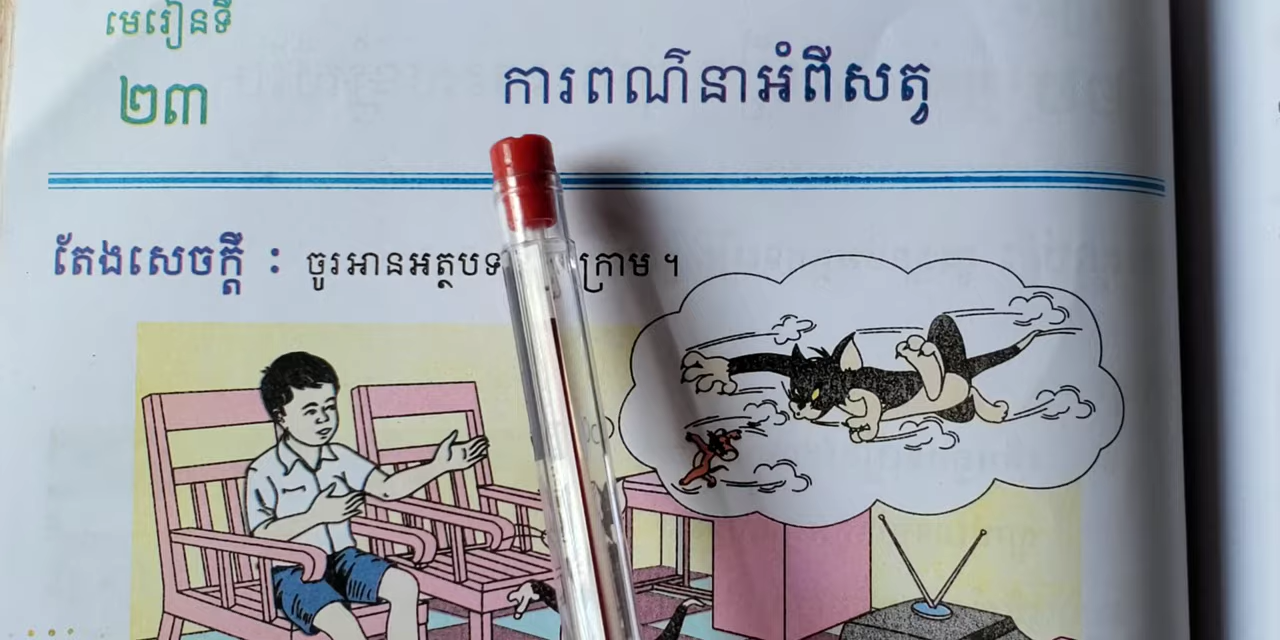 មេរៀនទី
២៣
ការពណ៌នាអំពីសត្វ
តែងសេចក្ដី : ចូរអានអត្ថបទ ក្រោម ។